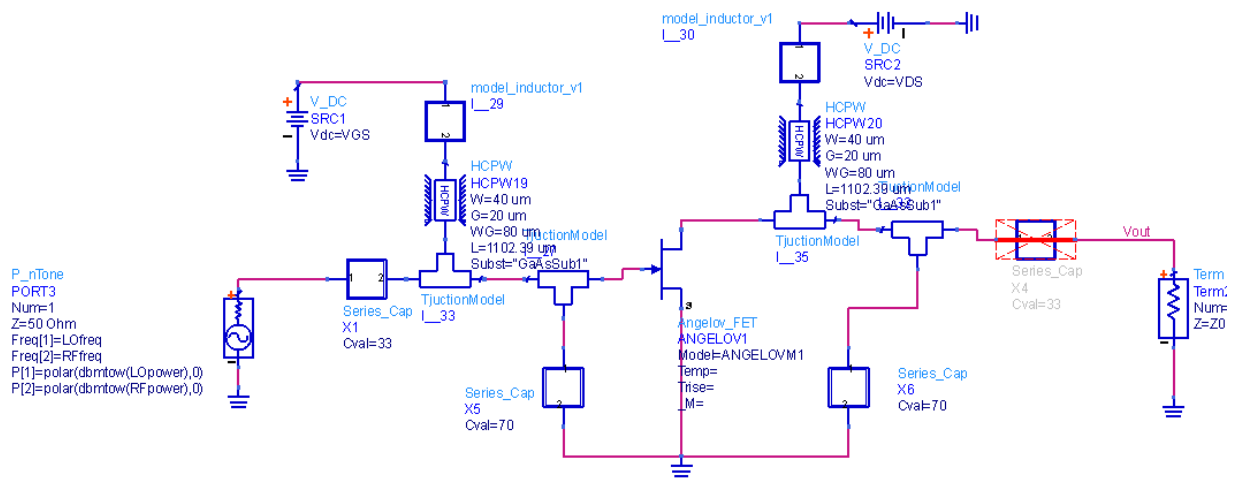 model_inductor_v1
I__30
V_DC
SRC2
Vdc=VDS
model_inductor_v1
I__29
V_DC
SRC1
Vdc=VGS
HCPW
HCPW20
W=40 um
G=20 um
WG=80 um
L=1102.39 um
Subst="GaAsSub1"
HCPW
HCPW
HCPW19
W=40 um
G=20 um
WG=80 um
L=1102.39 um
Subst="GaAsSub1"
HCPW
TjuctionModel
TjuctionModel
TjuctionModel
I__35
TjuctionModel
I__33
Vout
P_nTone
PORT3
Num=1
Z=50 Ohm
Freq[1]=LOfreq
Freq[2]=RFfreq
P[1]=polar(dbmtow(LOpower),0)
P[2]=polar(dbmtow(RFpower),0)
Series_Cap
X1
Cval=33
Series_Cap
X4
Cval=33
Term
Num=
Z=Z0
Angelov_FET
ANGELOV1
Model=ANGELOVM1
Temp=
Trise=
_M=
Series_Cap
X5
Cval=70
Series_Cap
X6
Cval=70